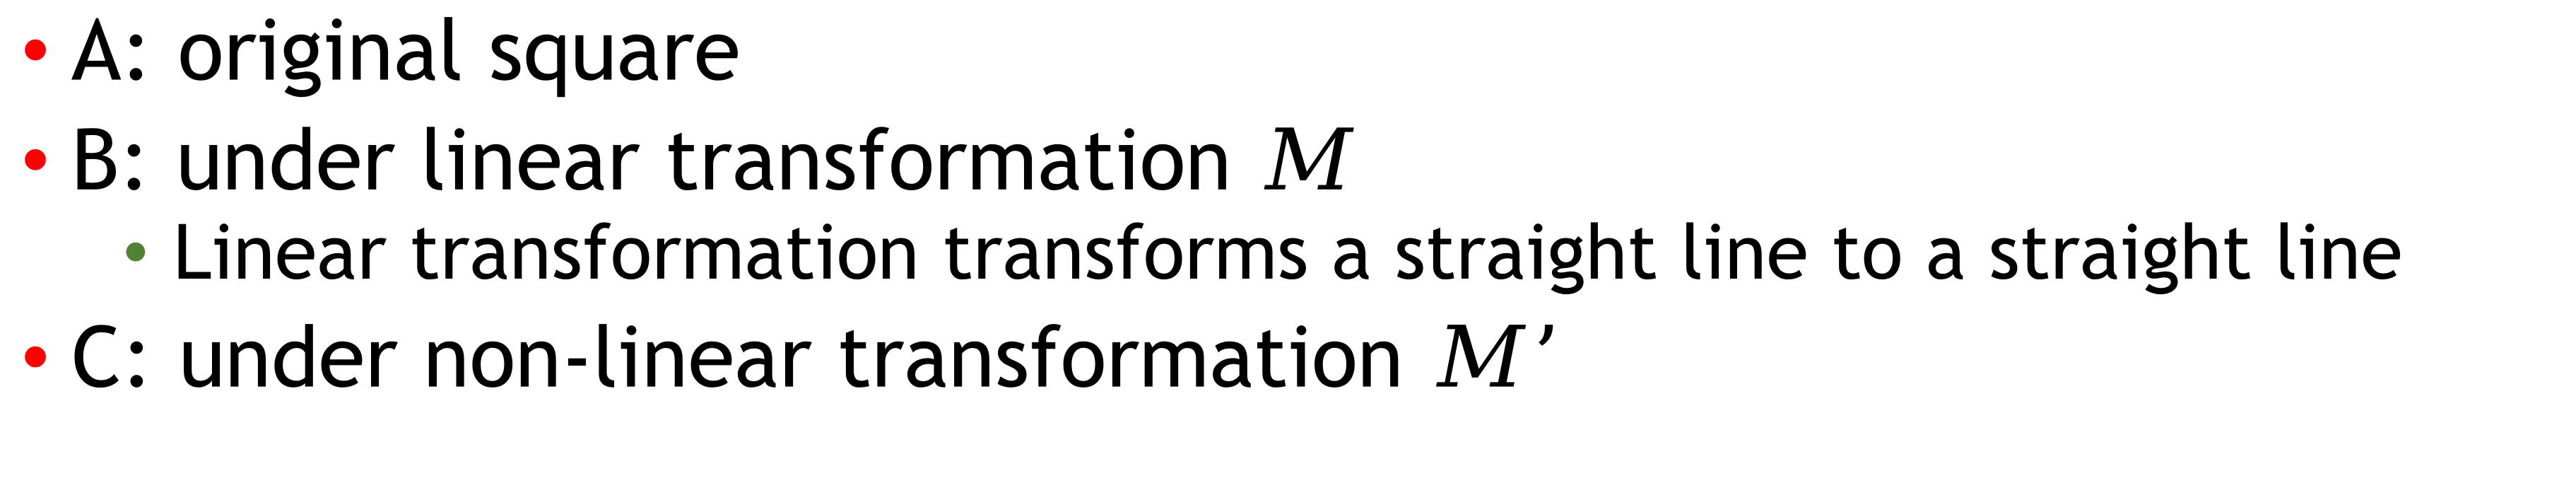 • A: original square
• B: under linear transformation M
• Linear transformation transforms a straight line to a straight line
• C: under non-linear transformation M’